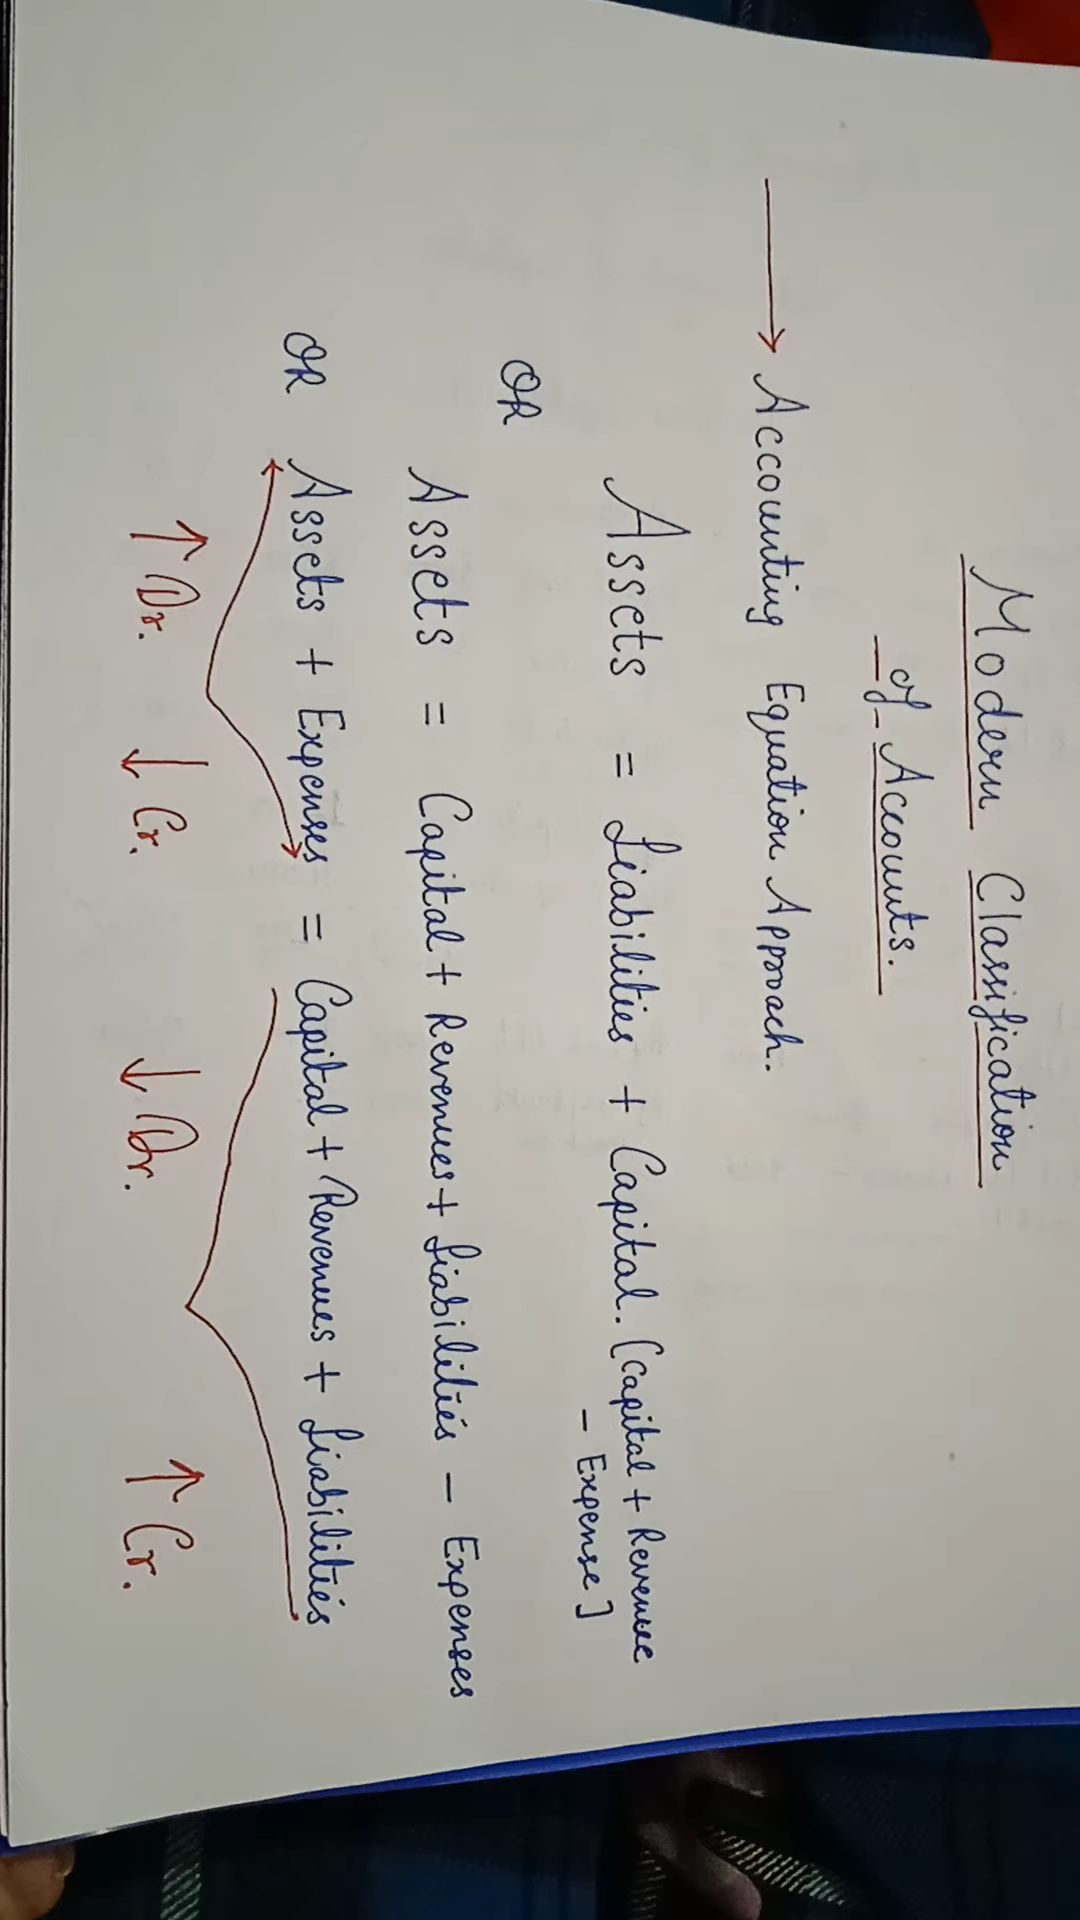 Modern Classification
of Accounts.
→ Accounting Equation Approach.
Assets = Liabilities + Capital. [Capital + Revenue
- Expense]
OR
Assets = Capital + Revenues + Liabilities - Expenses
OR Assets + Expenses = Capital + Revenues + Liabilities
↑ Dr. ↓ Cr. ↓ Dr. ↑ Cr.